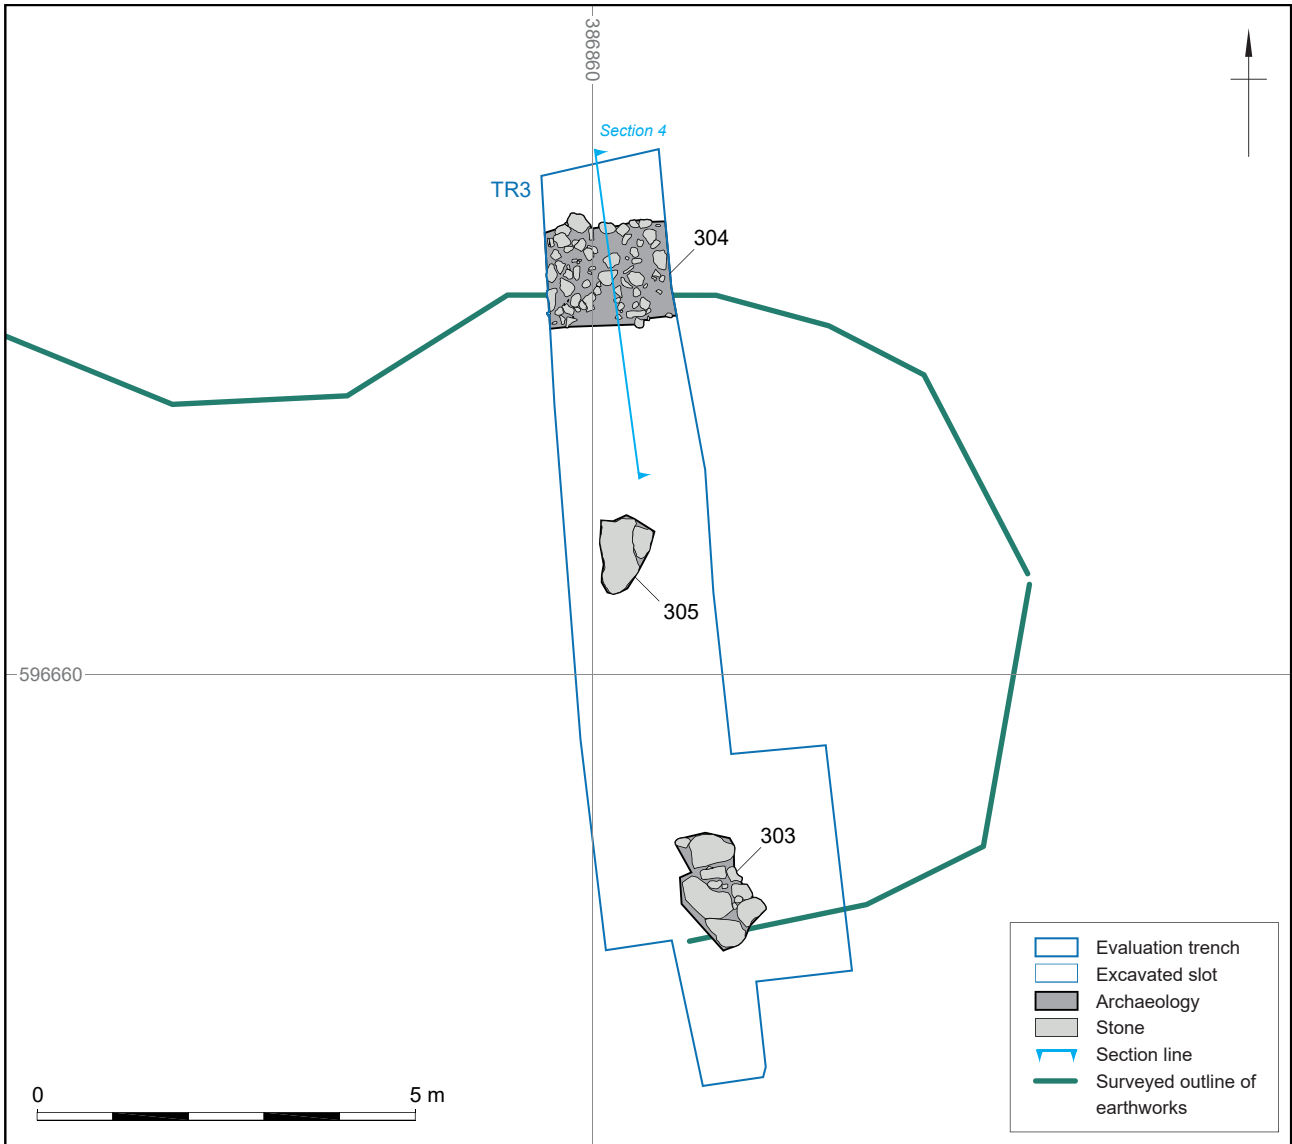 386860
Section 4
TR3
304
305
596660
303
0 5 m
Evaluation trench
Excavated slot
Archaeology
Stone
Section line
Surveyed outline of
earthworks